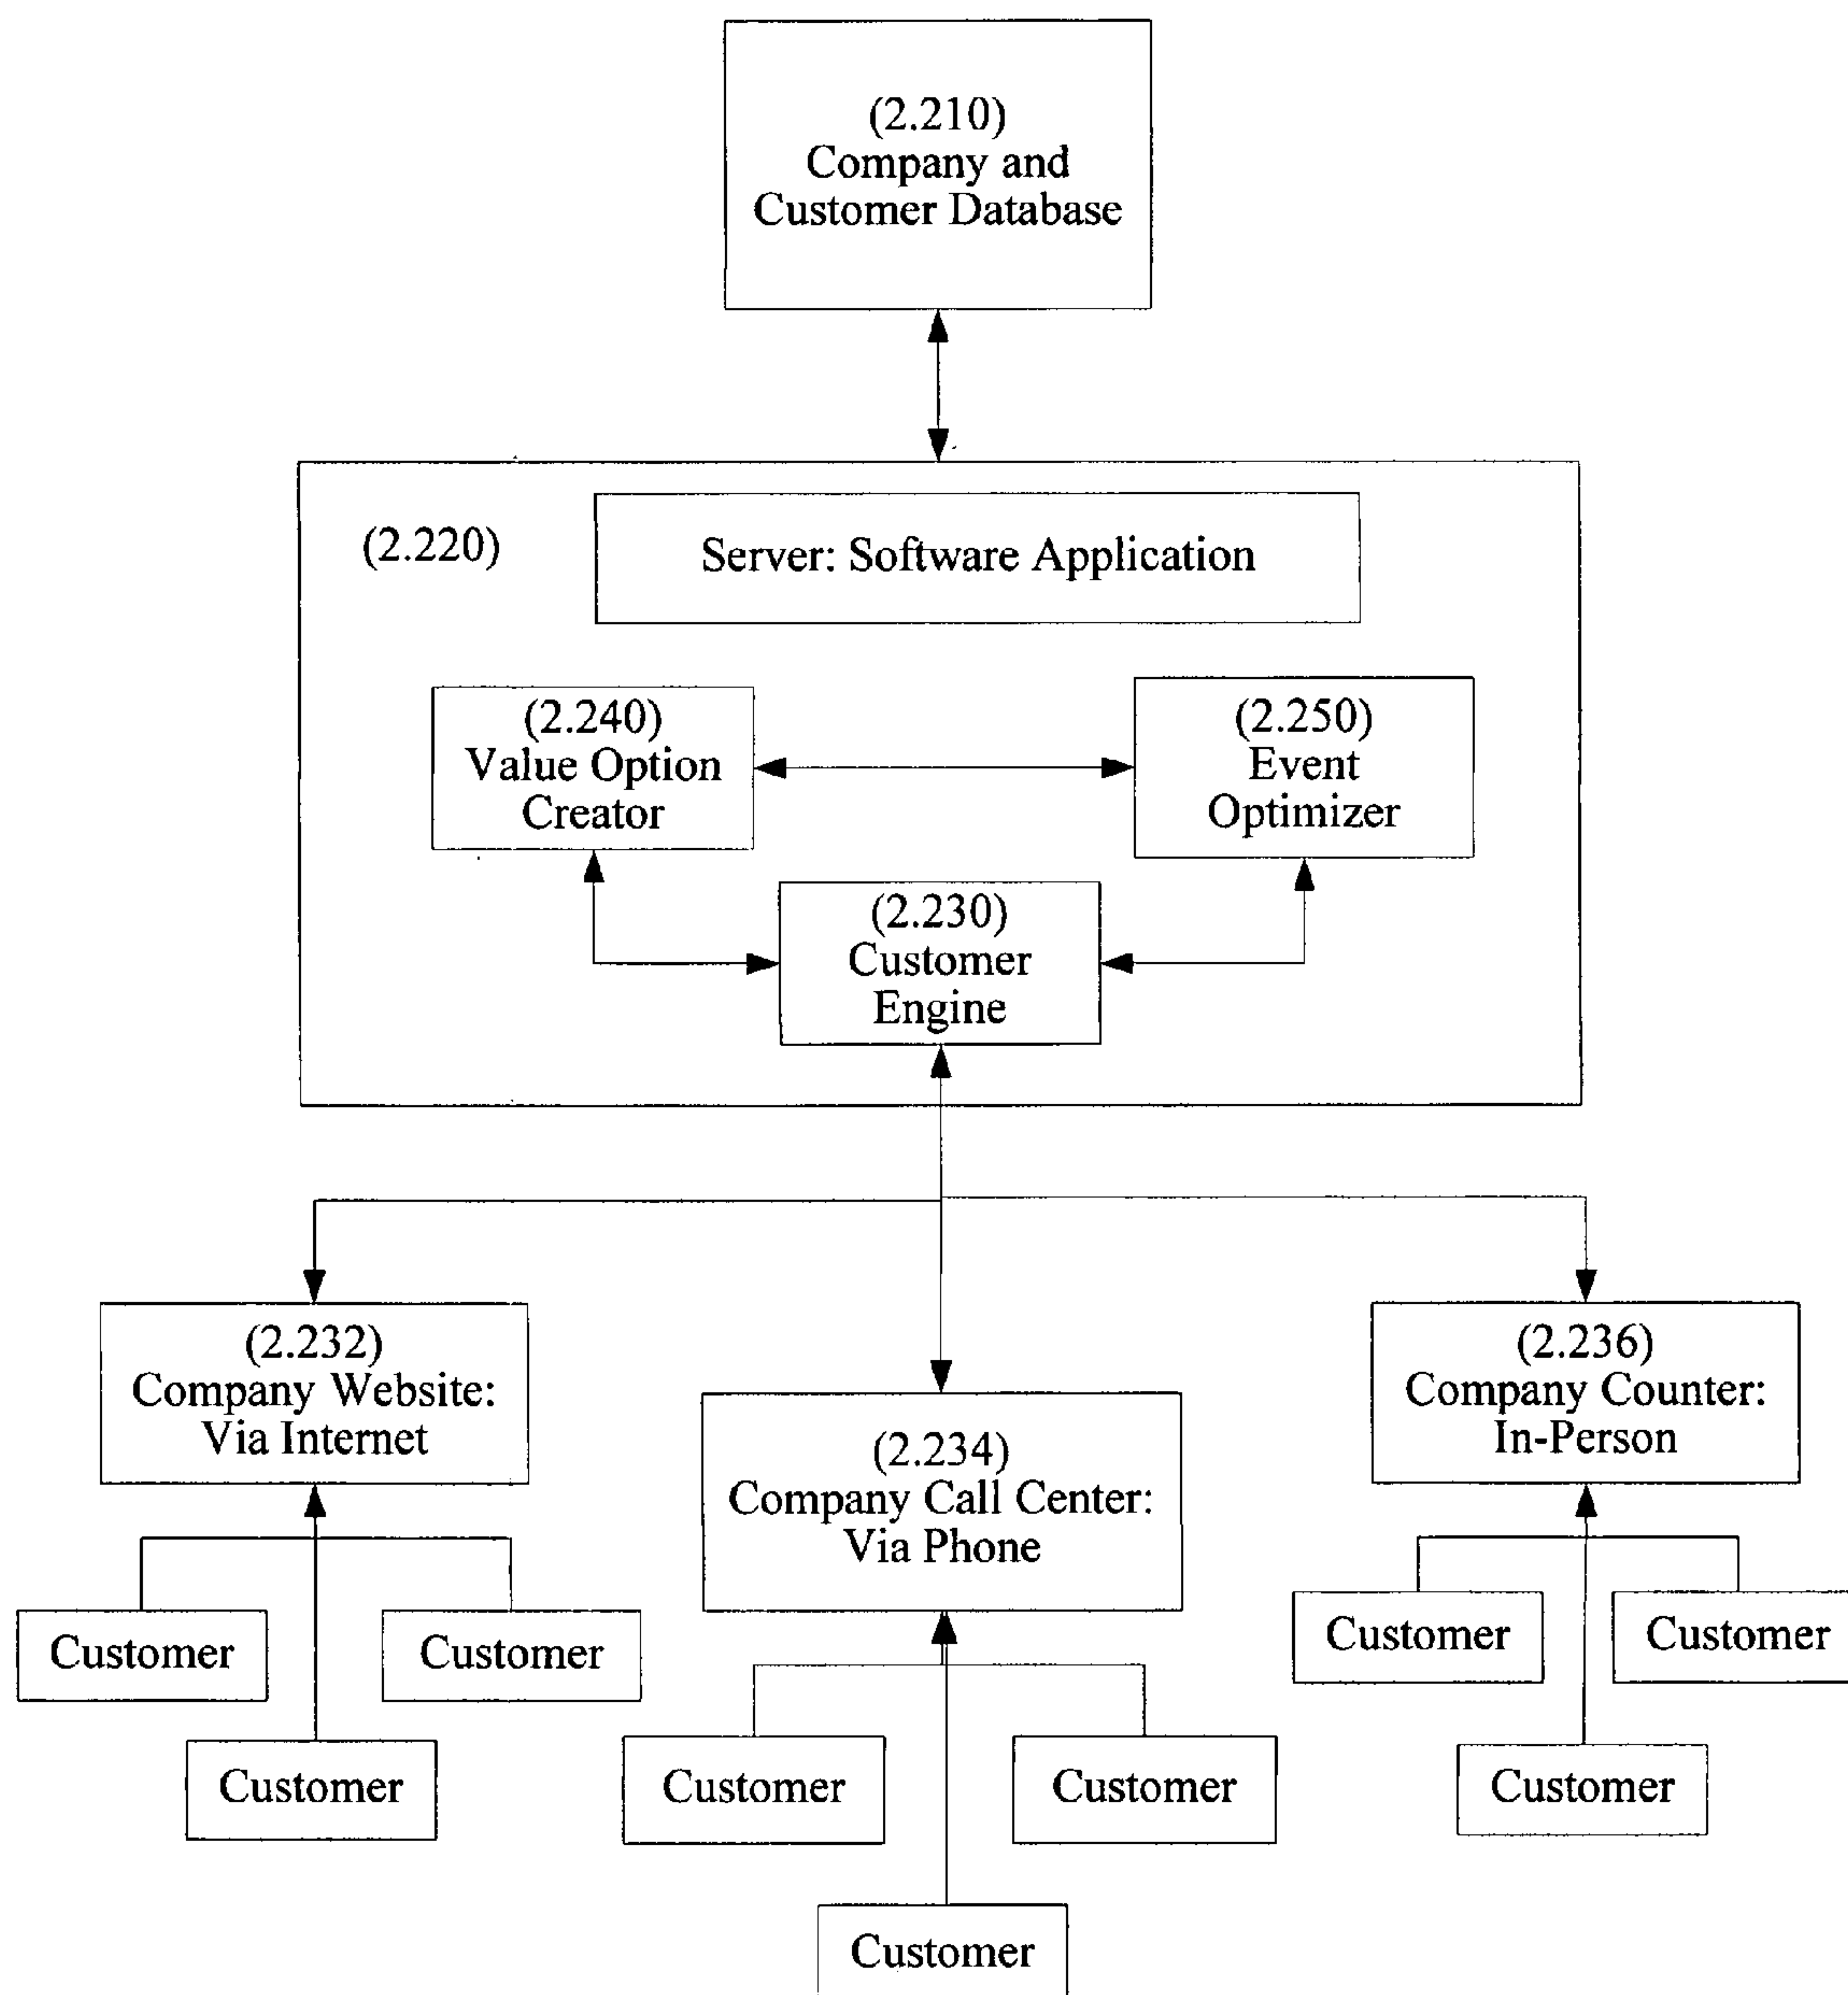 (2.210)
Company and
Customer Database
(2.220)
Server: Software Application
(2.240)
Value Option
Creator
(2.250)
Event
Optimizer
(2.230)
Customer
Engine
(2.232)
Company Website:
Via Internet
(2.234)
Company Call Center:
Via Phone
(2.236)
Company Counter:
In-Person
Customer
Customer
Customer
Customer
Customer
Customer
Customer
Customer
Customer